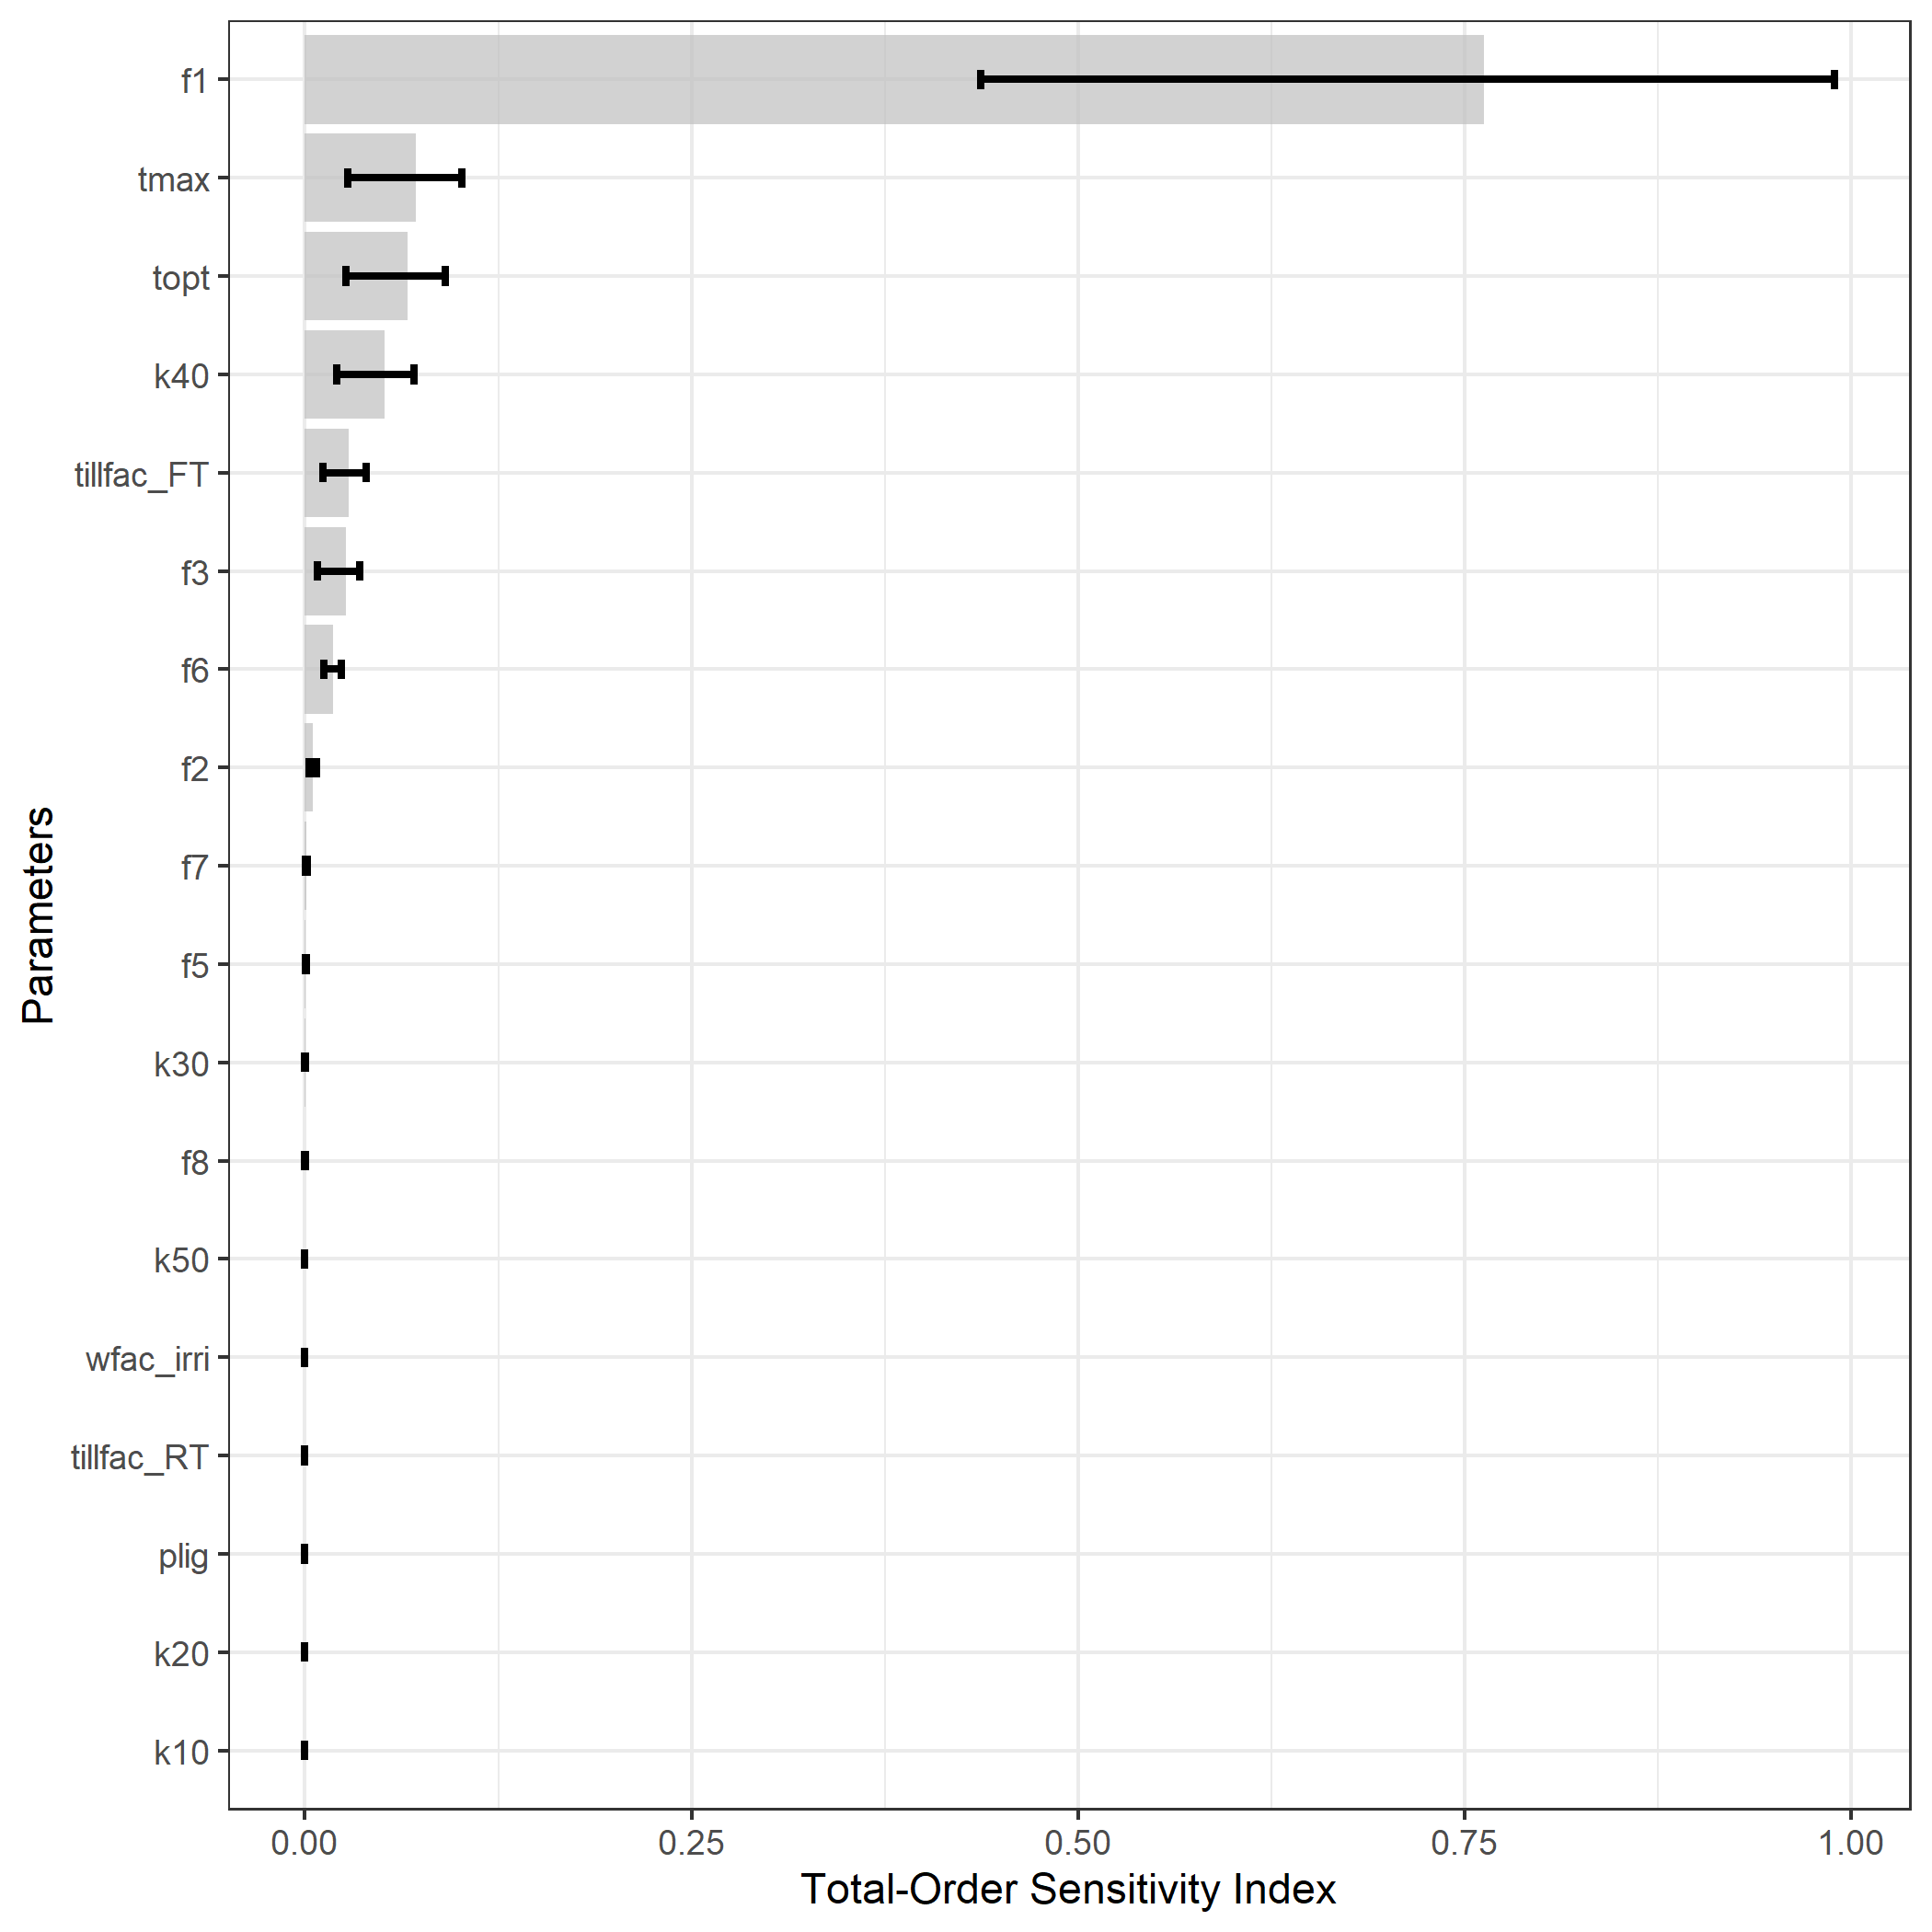 f1
tmax
topt
k40
tillfac_FT
f3
f6
f2
f7
f5
k30
f8
k50
wfac_irri
tillfac_RT
plig
k20
k10
Parameters
0.00 0.25 0.50 0.75 1.00
Total-Order Sensitivity Index